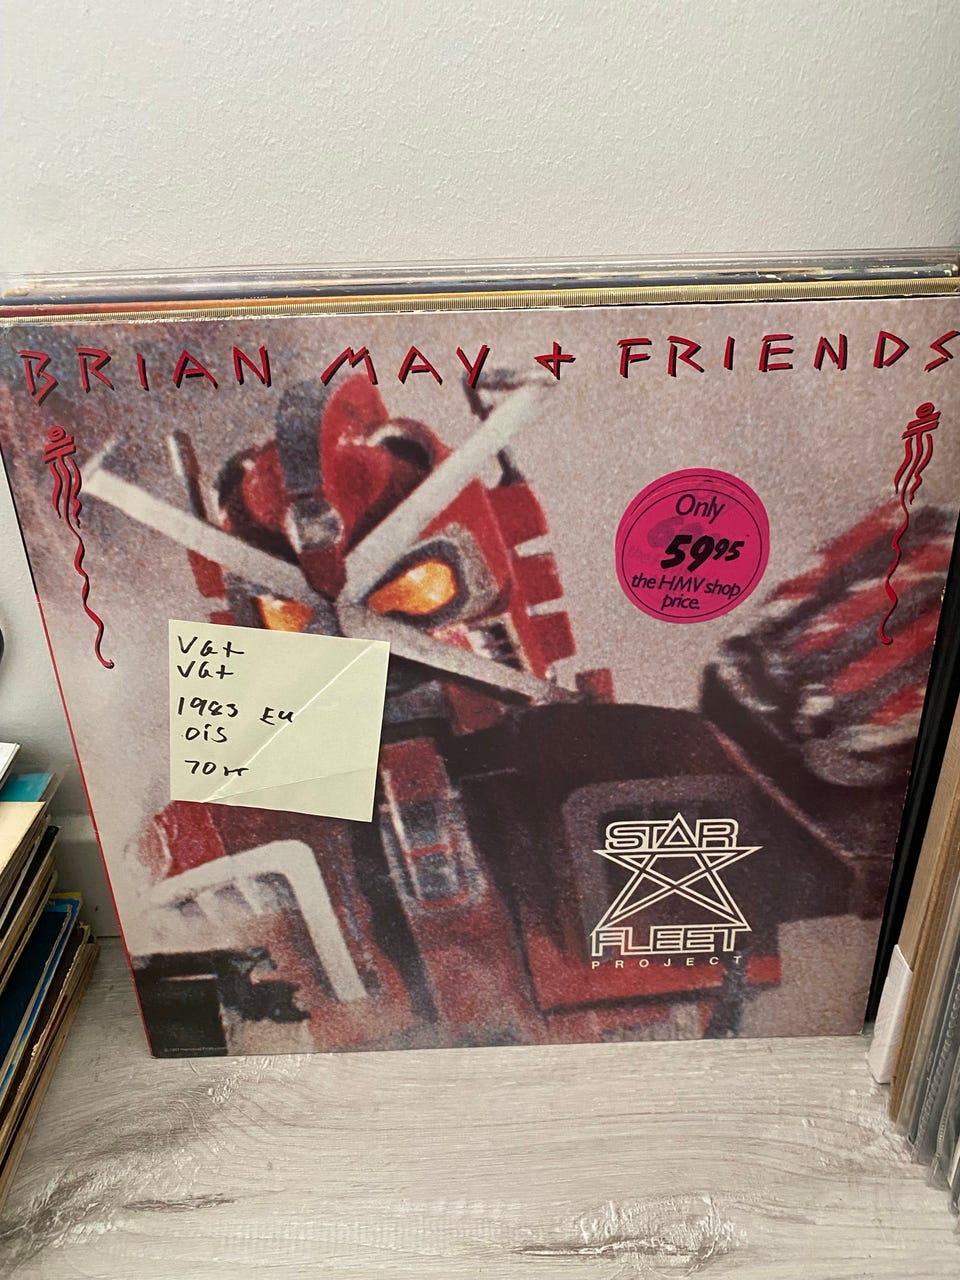 BRIAN MAY + FRIENDS
Only
59.95
the HMV shop
price.
VG+
VG+
1983 EU
OIS
70 kr
STAR
FLEET
PROJECT